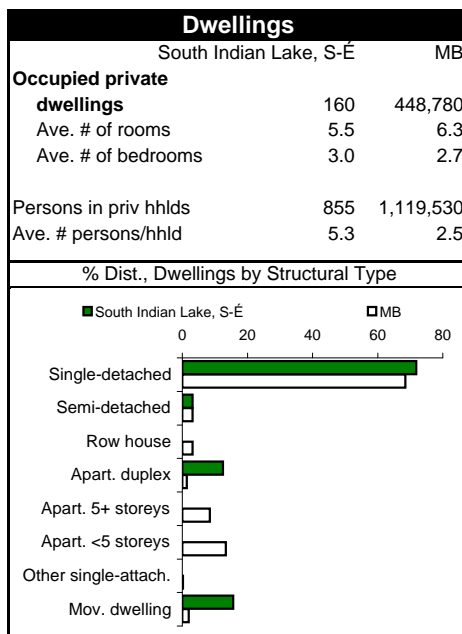 Dwellings
South Indian Lake, S-É MB
Occupied private
dwellings 160 448,780
Ave. # of rooms 5.5 6.3
Ave. # of bedrooms 3.0 2.7
Persons in priv hhlds 855 1,119,530
Ave. # persons/hhld 5.3 2.5
% Dist., Dwellings by Structural Type
South Indian Lake, S-É MB
0 20 40 60 80
Single-detached
Semi-detached
Row house
Apart. duplex
Apart. 5+ storeys
Apart. <5 storeys
Other single-attach.
Mov. dwelling